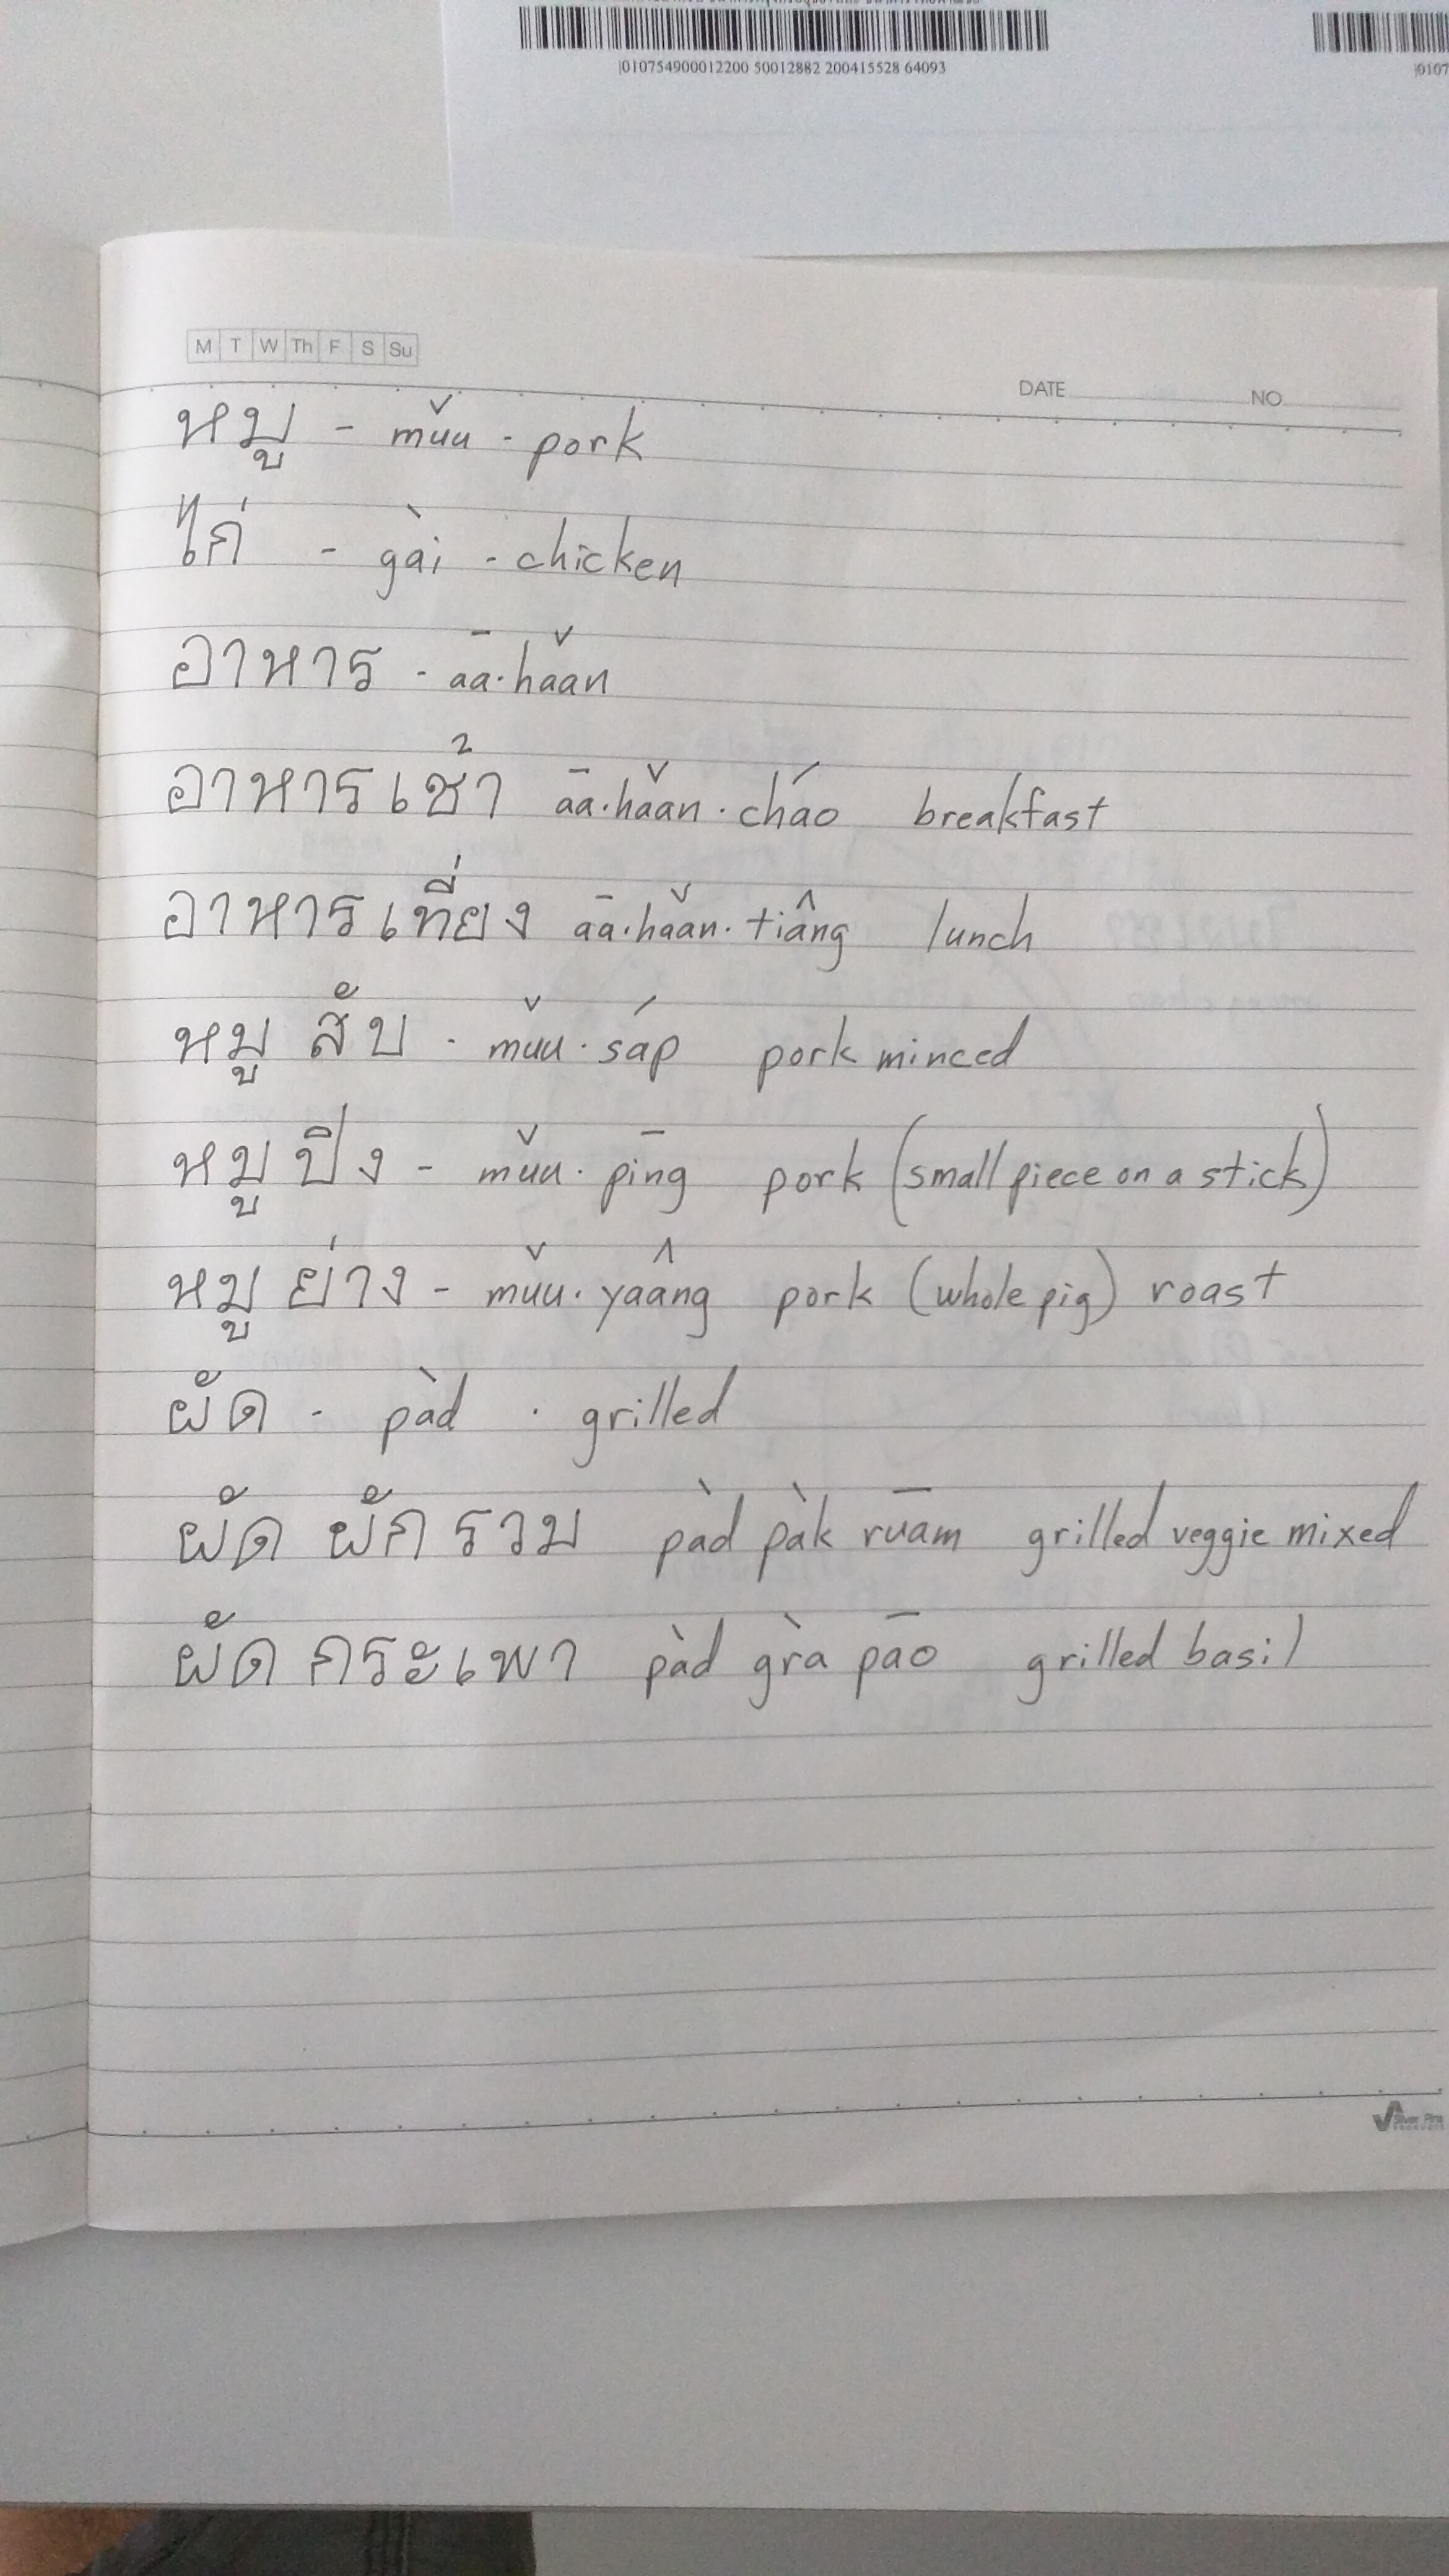 |010754900012200 50012882 200415528 64093
|0107
M T W Th F S Su
DATE NO
หมู - mǔu - pork
ไก่ - gài - chicken
อาหาร - āa·hǎan
อาหารเช้า āa·hǎan·cháo breakfast
อาหารเที่ยง āa·hǎan·tiâng lunch
หมู สับ - mǔu·sáp pork minced
หมู ปิง - mǔu·pīng pork (small piece on a stick)
หมู ย่าง - mǔu·yaâng pork (whole pig) roast
ผัด - pàd · grilled
ผัด ผัก รวม pàd pàk rūam grilled veggie mixed
ผัด กระเพา pàd gràpāo grilled basil